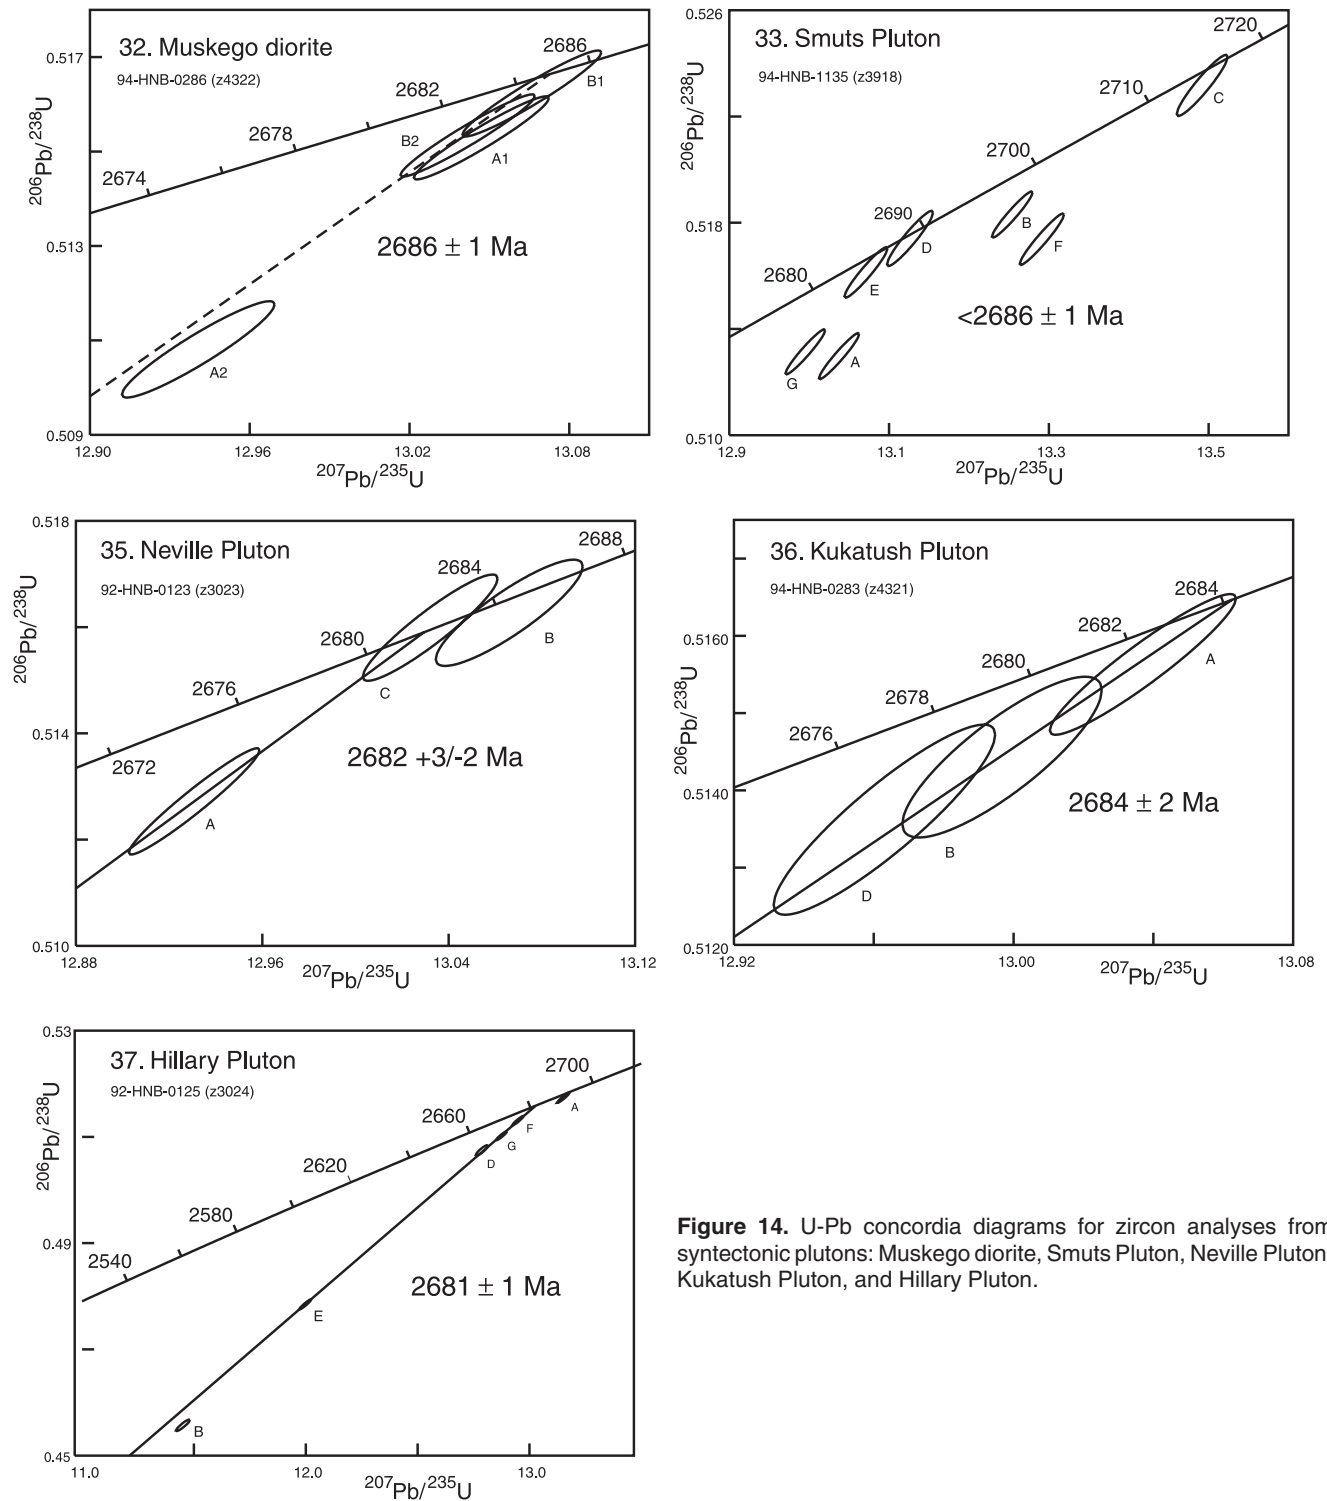 32. Muskego diorite
94-HNB-0286 (z4322)
206Pb/238U
0.517
0.513
0.509
2674
2678
2682
2686
B1
B2
A1
A2
2686 ± 1 Ma
12.90
12.96
13.02
13.08
207Pb/235U
33. Smuts Pluton
94-HNB-1135 (z3918)
206Pb/238U
0.526
0.518
0.510
2680
2690
2700
2710
2720
C
B
F
D
E
G
A
<2686 ± 1 Ma
12.9
13.1
13.3
13.5
207Pb/235U
35. Neville Pluton
92-HNB-0123 (z3023)
206Pb/238U
0.518
0.514
0.510
2672
2676
2680
2684
2688
B
C
A
2682 +3/-2 Ma
12.88
12.96
13.04
13.12
207Pb/235U
36. Kukatush Pluton
94-HNB-0283 (z4321)
206Pb/238U
0.5160
0.5140
0.5120
2676
2678
2680
2682
2684
A
B
D
2684 ± 2 Ma
12.92
13.00
13.08
207Pb/235U
37. Hillary Pluton
92-HNB-0125 (z3024)
206Pb/238U
0.53
0.49
0.45
2540
2580
2620
2660
2700
A
F
G
D
E
B
2681 ± 1 Ma
11.0
12.0
13.0
207Pb/235U
Figure 14. U-Pb concordia diagrams for zircon analyses from
syntectonic plutons: Muskego diorite, Smuts Pluton, Neville Pluton
Kukatush Pluton, and Hillary Pluton.